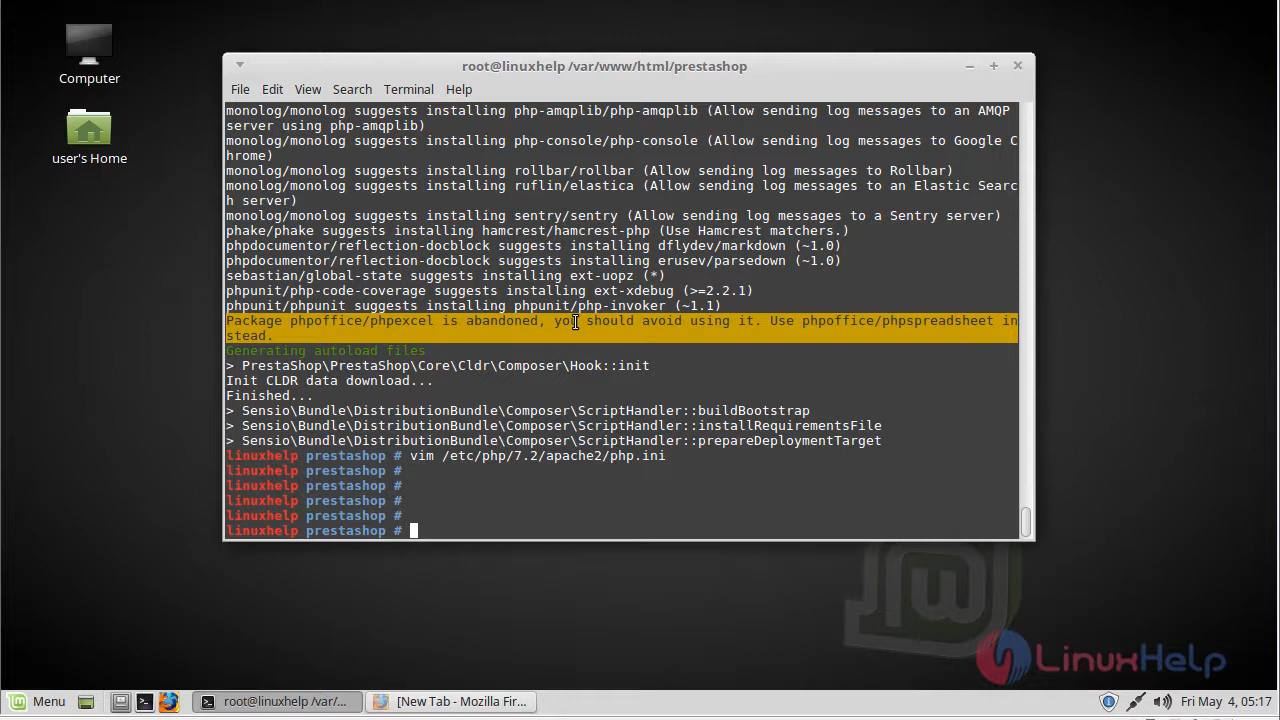 Computer
user's Home
root@linuxhelp /var/www/html/prestashop
File Edit View Search Terminal Help
monolog/monolog suggests installing php-amqplib/php-amqplib (Allow sending log messages to an AMQP
server using php-amqplib)
monolog/monolog suggests installing php-console/php-console (Allow sending log messages to Google C
hrome)
monolog/monolog suggests installing rollbar/rollbar (Allow sending log messages to Rollbar)
monolog/monolog suggests installing ruflin/elastica (Allow sending log messages to an Elastic Searc
h server)
monolog/monolog suggests installing sentry/sentry (Allow sending log messages to a Sentry server)
phake/phake suggests installing hamcrest/hamcrest-php (Use Hamcrest matchers.)
phpdocumentor/reflection-docblock suggests installing dflydev/markdown (~1.0)
phpdocumentor/reflection-docblock suggests installing erusev/parsedown (~1.0)
sebastian/global-state suggests installing ext-uopz (*)
phpunit/php-code-coverage suggests installing ext-xdebug (>=2.2.1)
phpunit/phpunit suggests installing phpunit/php-invoker (~1.1)
Package phpoffice/phpexcel is abandoned, you should avoid using it. Use phpoffice/phpspreadsheet in
stead.
Generating autoload files
> PrestaShop\PrestaShop\Core\Cldr\Composer\Hook::init
Init CLDR data download...
Finished...
> Sensio\Bundle\DistributionBundle\Composer\ScriptHandler::buildBootstrap
> Sensio\Bundle\DistributionBundle\Composer\ScriptHandler::installRequirementsFile
> Sensio\Bundle\DistributionBundle\Composer\ScriptHandler::prepareDeploymentTarget
linuxhelp prestashop # vim /etc/php/7.2/apache2/php.ini
linuxhelp prestashop #
linuxhelp prestashop #
linuxhelp prestashop #
linuxhelp prestashop #
linuxhelp prestashop #
LinuxHelp
Menu
root@linuxhelp /var/...
[New Tab - Mozilla Fir...
Fri May 4, 05:17